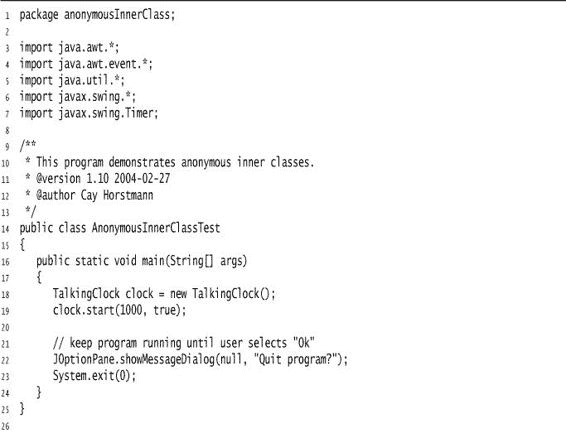 1 package anonymousInnerClass;
2
3 import java.awt.*;
4 import java.awt.event.*;
5 import java.util.*;
6 import javax.swing.*;
7 import javax.swing.Timer;
8
9 /**
10  * This program demonstrates anonymous inner classes.
11  * @version 1.10 2004-02-27
12  * @author Cay Horstmann
13  */
14 public class AnonymousInnerClassTest
15 {
16    public static void main(String[] args)
17    {
18       TalkingClock clock = new TalkingClock();
19       clock.start(1000, true);
20
21       // keep program running until user selects "Ok"
22       JOptionPane.showMessageDialog(null, "Quit program?");
23       System.exit(0);
24    }
25 }
26